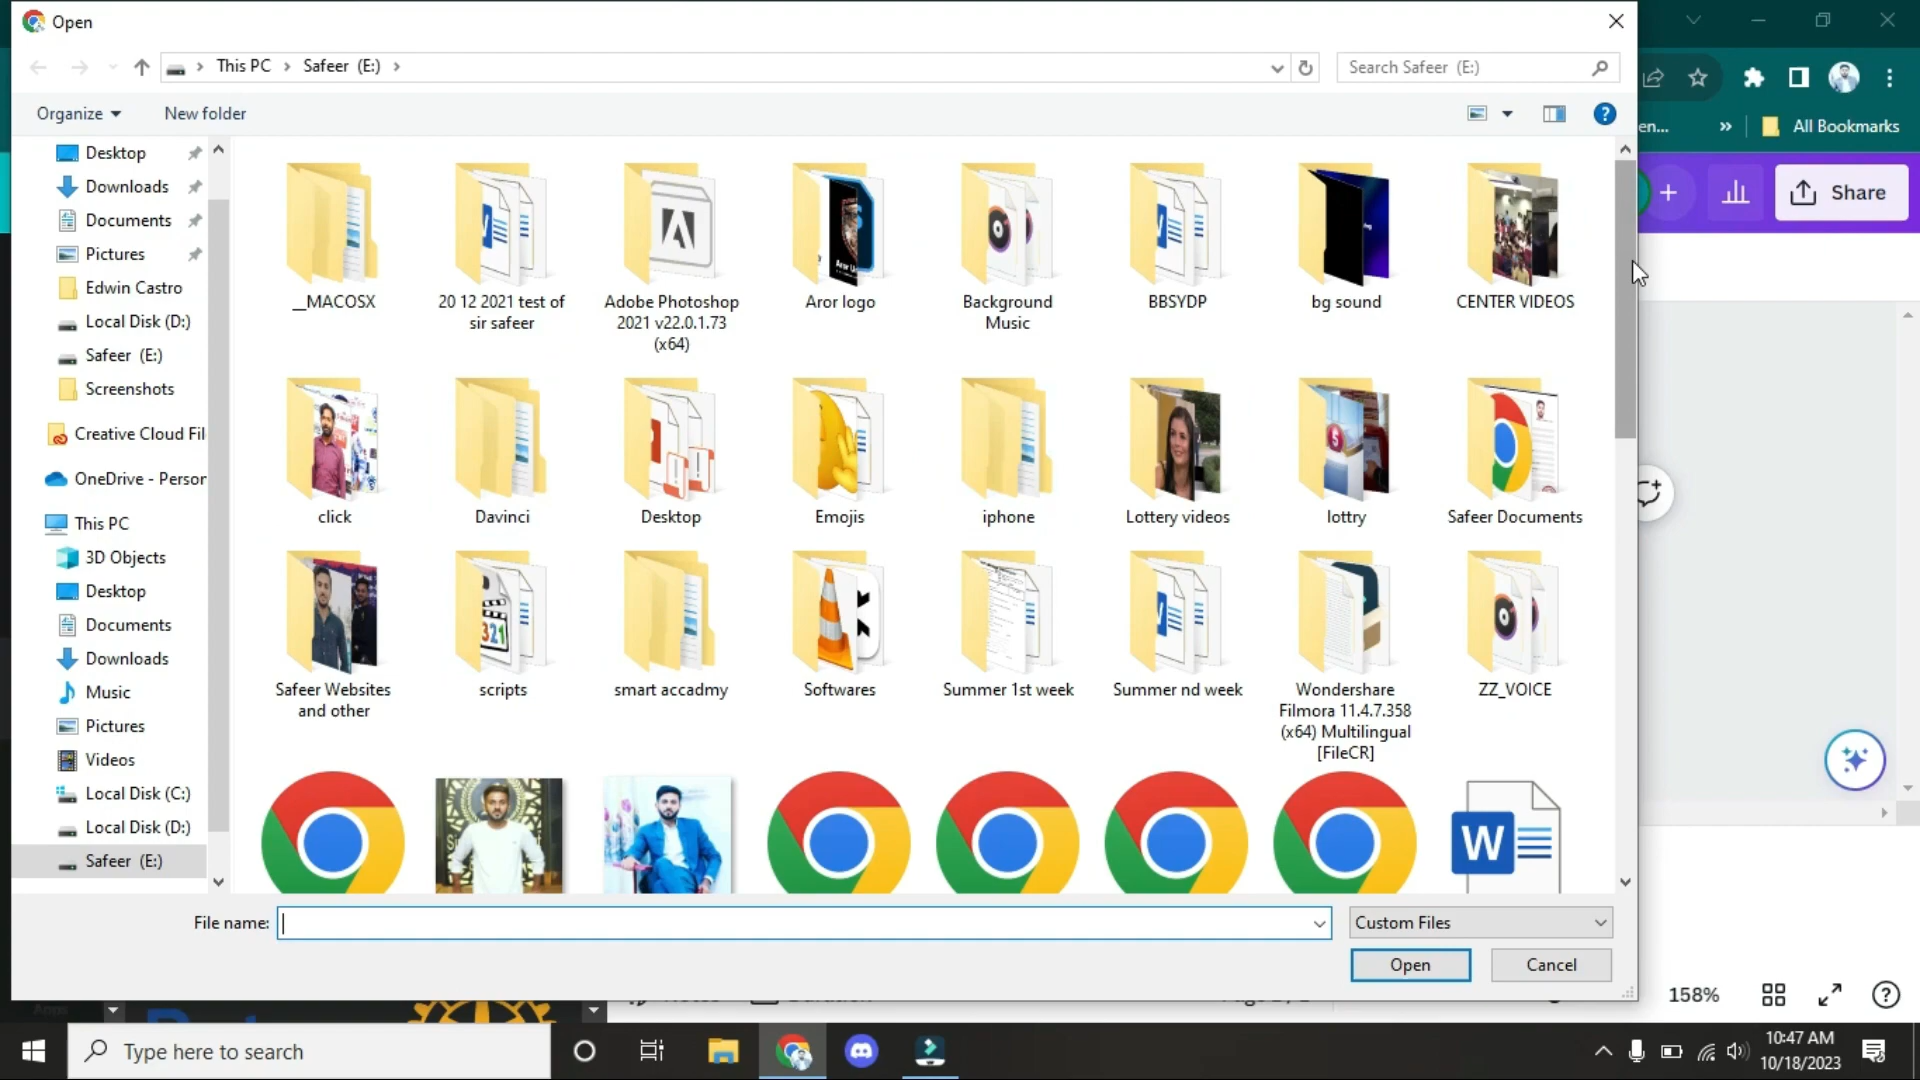 Open
This PC
Safeer (E:)
Search Safeer (E:)
Organize
New folder
en...
»
All Bookmarks
Share
Desktop
Downloads
Documents
Pictures
Edwin Castro
Local Disk (D:)
Safeer (E:)
Screenshots
Creative Cloud Fil
OneDrive - Person
This PC
3D Objects
Desktop
Documents
Downloads
Music
Pictures
Videos
Local Disk (C:)
Local Disk (D:)
Safeer (E:)
__MACOSX
20 12 2021 test of
sir safeer
Adobe Photoshop
2021 v22.0.1.73
(x64)
Aror logo
Background
Music
BBSYDP
bg sound
CENTER VIDEOS
click
Davinci
Desktop
Emojis
iphone
Lottery videos
lottry
Safeer Documents
Safeer Websites
and other
scripts
smart accadmy
Softwares
Summer 1st week
Summer nd week
Wondershare
Filmora 11.4.7.358
(x64) Multilingual
[FileCR]
ZZ_VOICE
File name:
Custom Files
Open
Cancel
158%
Type here to search
10:47 AM
10/18/2023